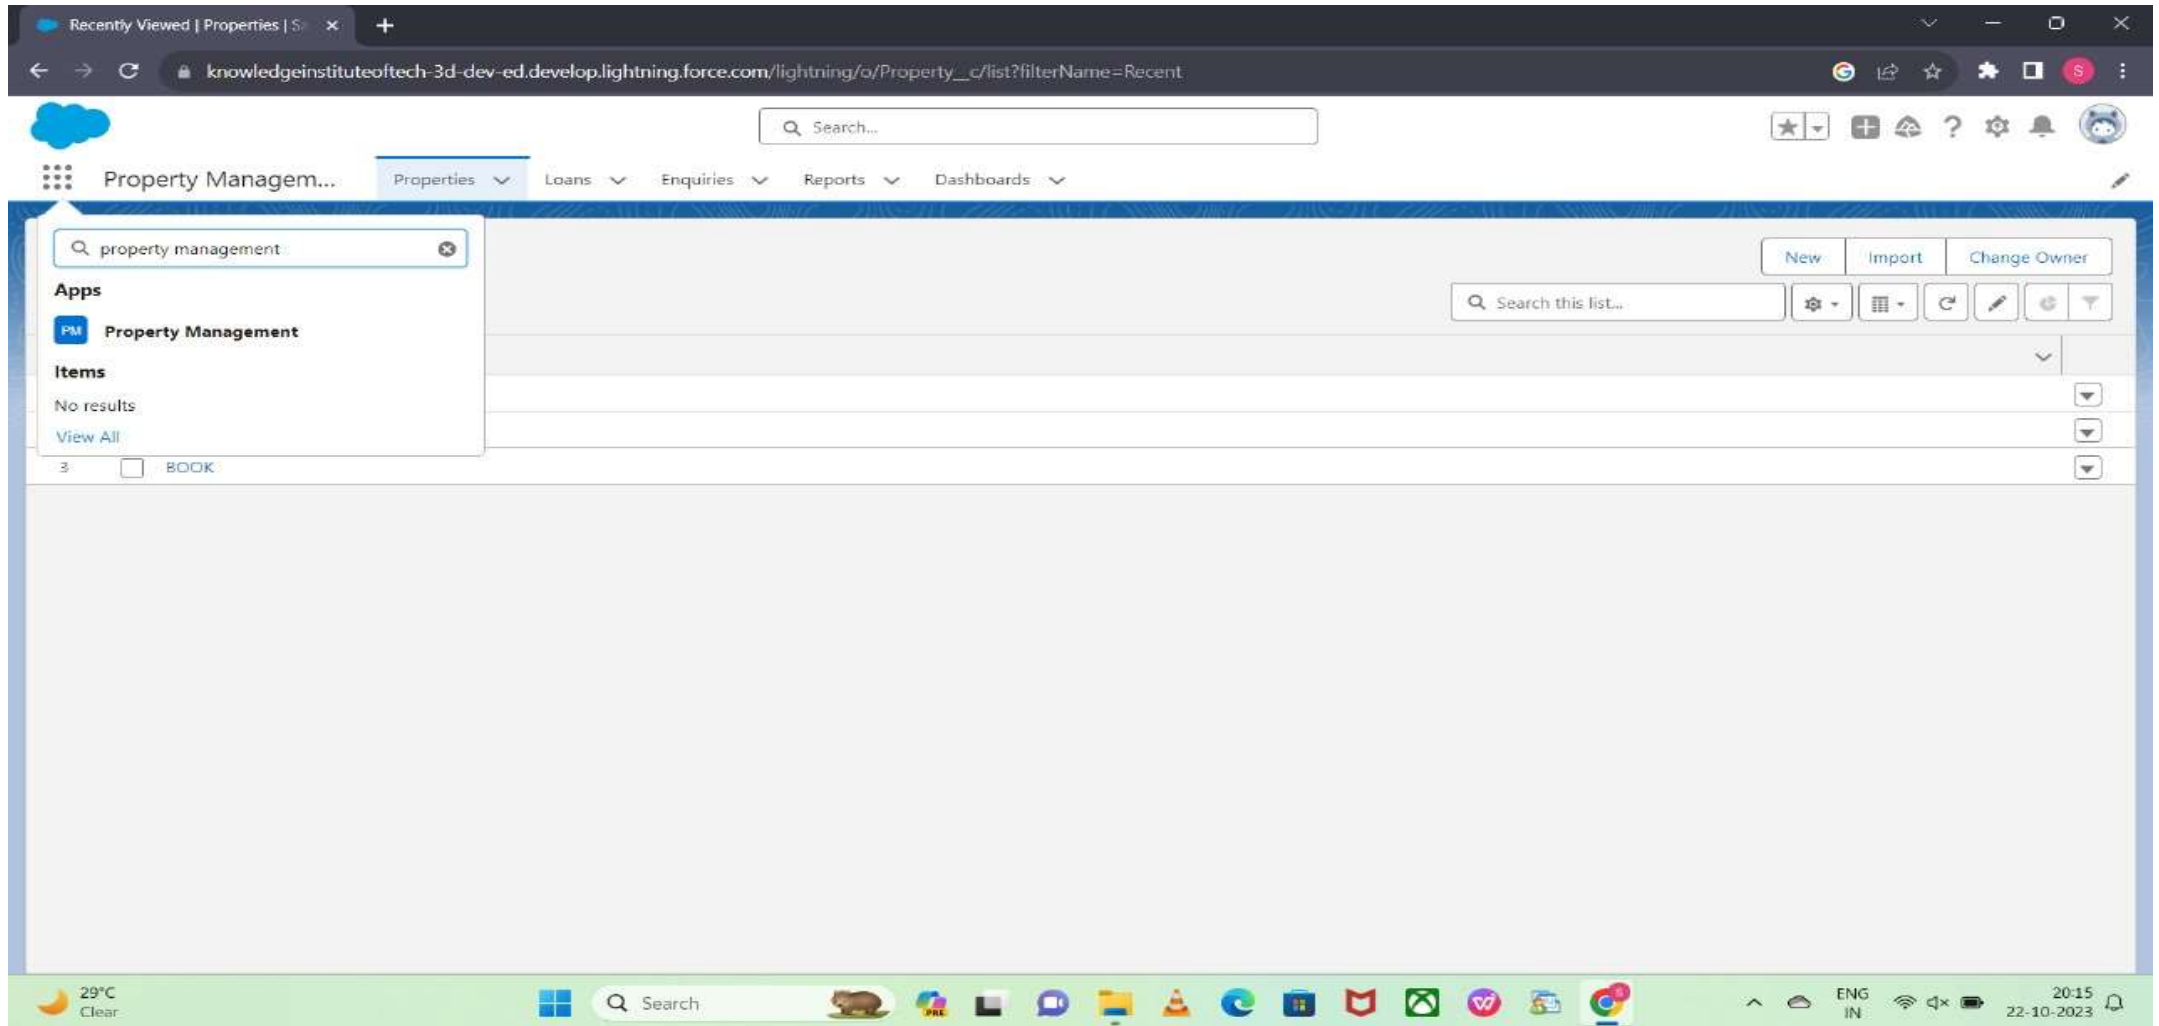 Recently Viewed | Properties | S
knowledgeinstituteoftech-3d-dev-ed.develop.lightning.force.com/lightning/o/Property__c/list?filterName=Recent
S
Search...
Property Managem... Properties Loans Enquiries Reports Dashboards
property management
New Import Change Owner
Apps
Search this list...
PM Property Management
Items
No results
View All
3 BOOK
29°C
Clear
Search
PRE
ENG
IN
20:15
22-10-2023